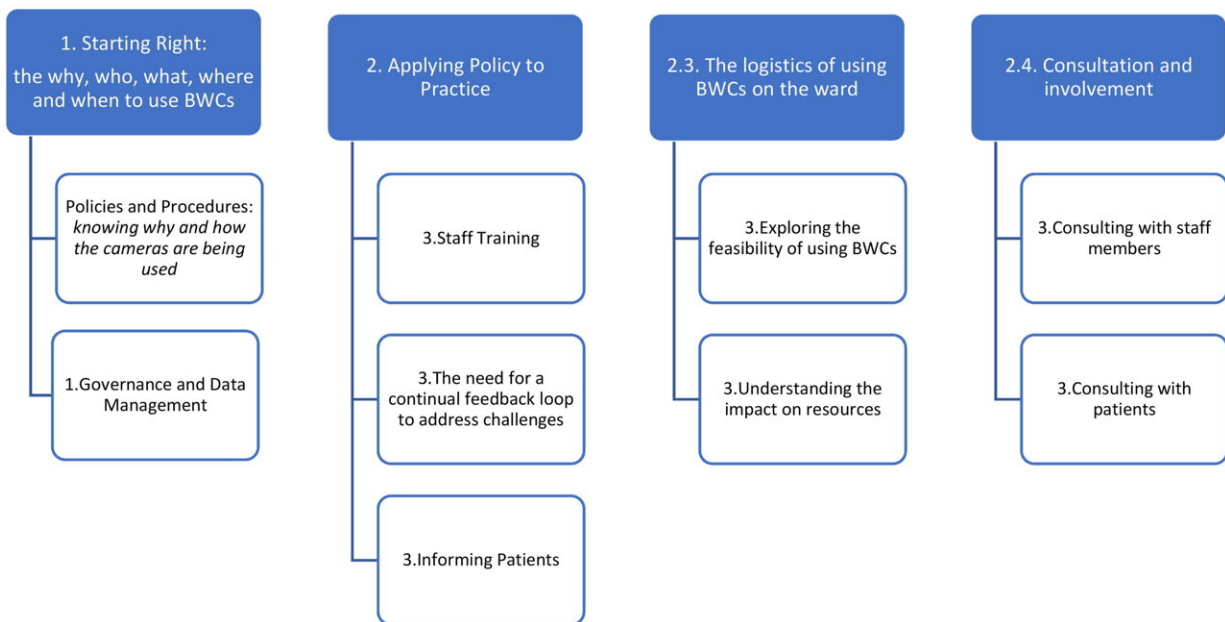 1. Starting Right:
the why, who, what, where
and when to use BWCs
Policies and Procedures:
knowing why and how
the cameras are being
used
1.Governance and Data
Management
2. Applying Policy to
Practice
3.Staff Training
3.The need for a
continual feedback loop
to address challenges
3.Informing Patients
2.3. The logistics of using
BWCs on the ward
3.Exploring the
feasibility of using BWCs
3.Understanding the
impact on resources
2.4. Consultation and
involvement
3.Consulting with staff
members
3.Consulting with
patients